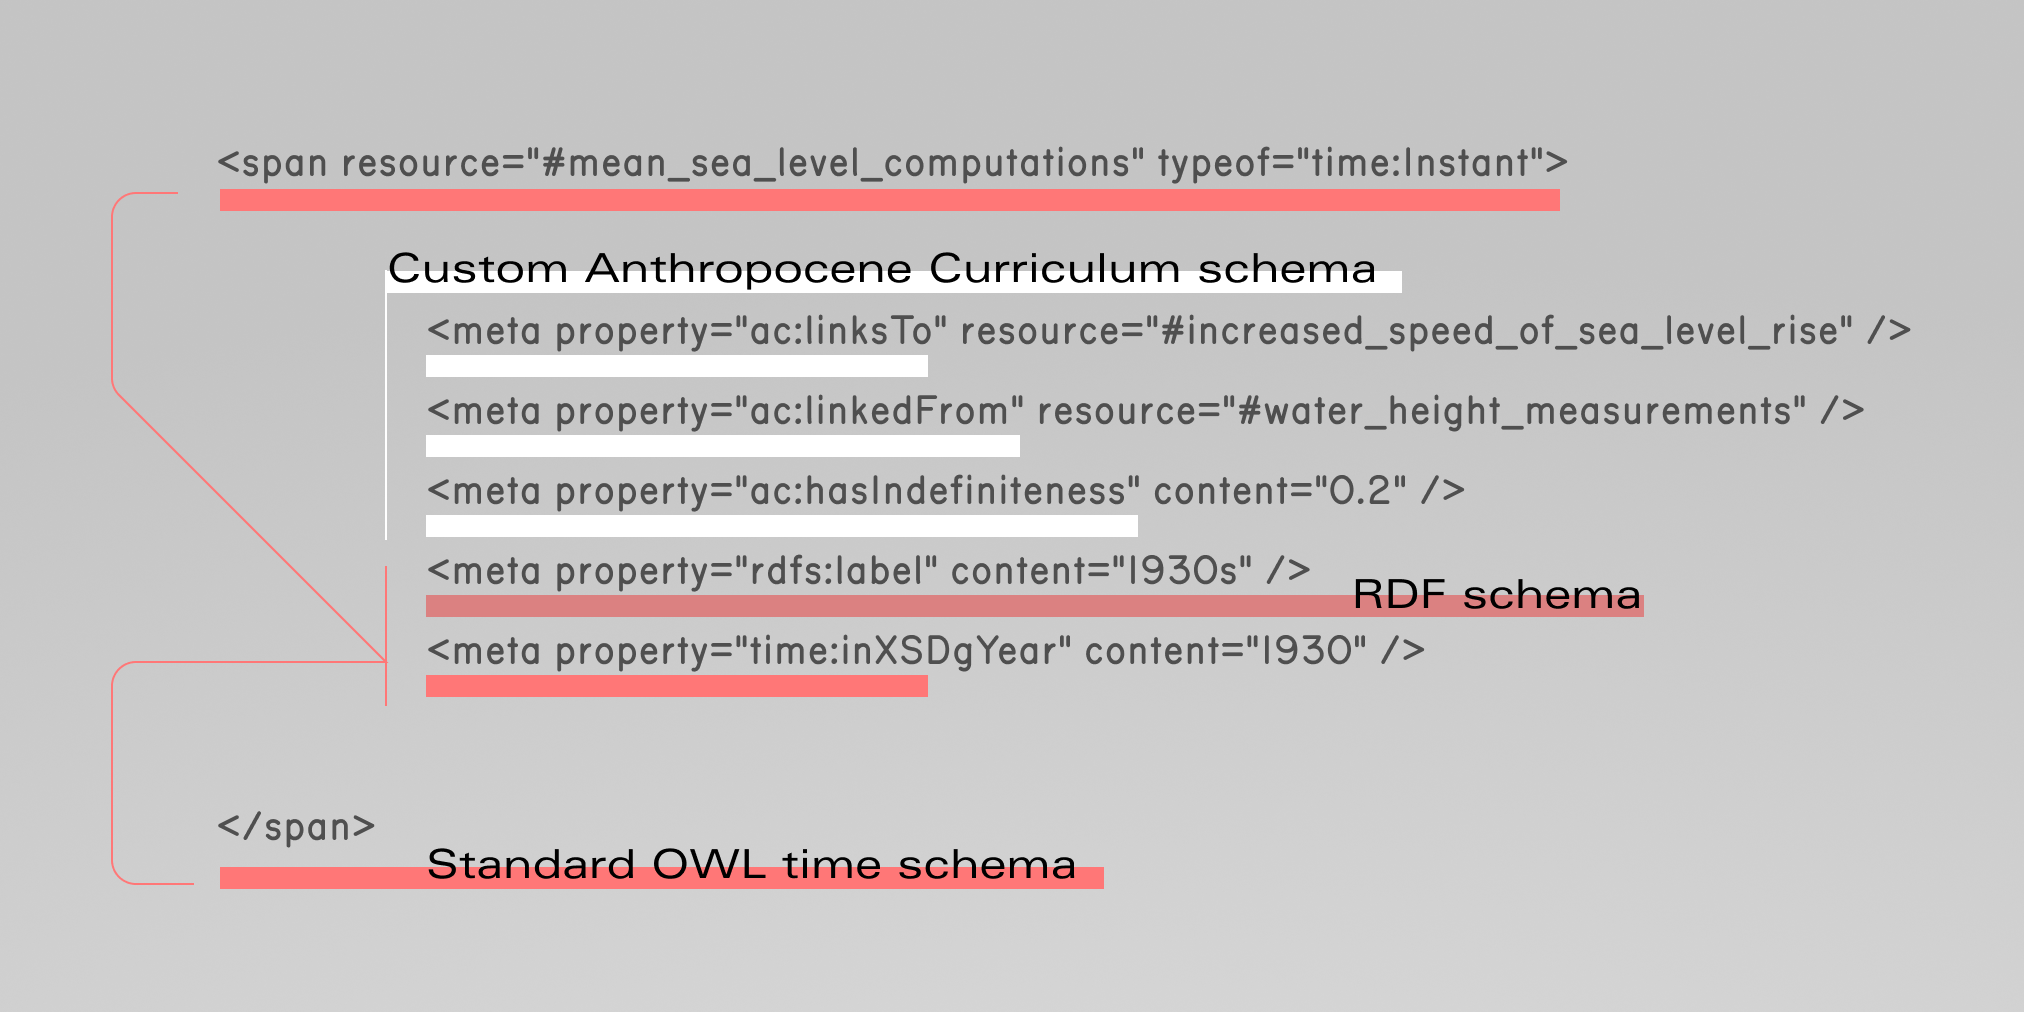 <span resource="#mean_sea_level_computations" typeof="time:Instant">
Custom Anthropocene Curriculum schema
<meta property="ac:linksTo" resource="#increased_speed_of_sea_level_rise" />
<meta property="ac:linkedFrom" resource="#water_height_measurements" />
<meta property="ac:hasIndefiniteness" content="0.2" />
<meta property="rdfs:label" content="1930s" />
RDF schema
<meta property="time:inXSDgYear" content="1930" />
</span>
Standard OWL time schema